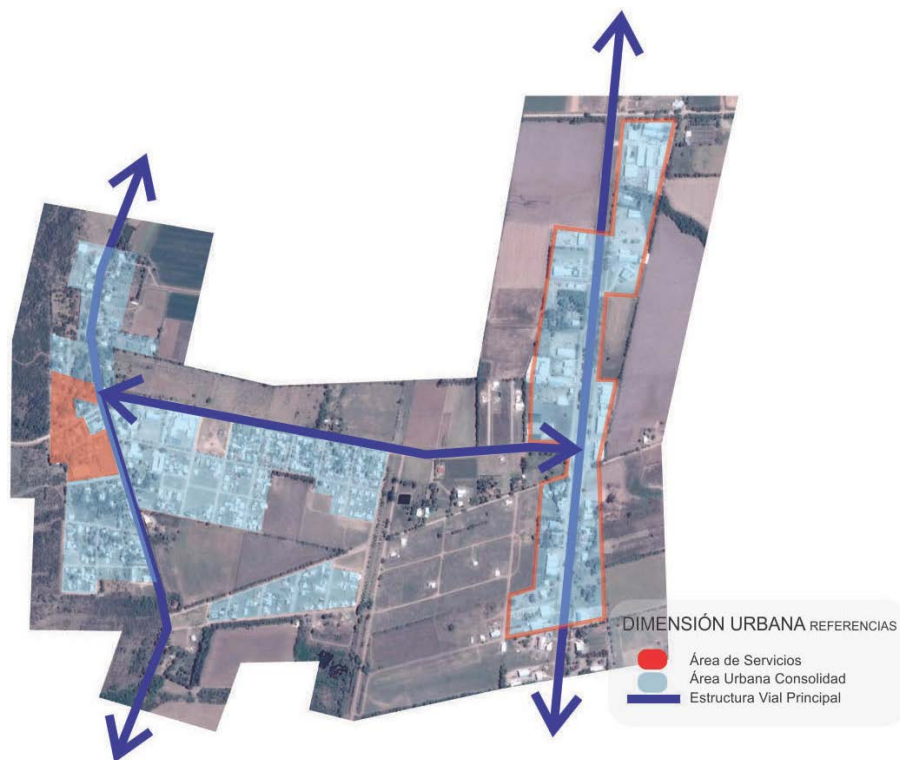 DIMENSIÓN URBANA REFERENCIAS
Área de Servicios
Área Urbana Consolidad
Estructura Vial Principal